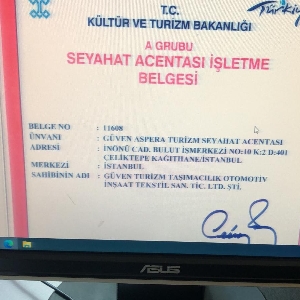 Türkiy
T.C.
KÜLTÜR VE TURİZM BAKANLIĞI
A GRUBU
SEYAHAT ACENTASI İŞLETME
BELGESİ
BELGE NO : 11608
ÜNVANI : GÜVEN ASPERA TURİZM SEYAHAT ACENTASI
ADRESİ : İNÖNÜ CAD. BULUT İŞMERKEZİ NO:10 K:2 D:401
ÇELİKTEPE KAĞITHANE/İSTANBUL
MERKEZİ : İSTANBUL
SAHİBİNİN ADI : GÜVEN TURİZM TAŞIMACILIK OTOMOTİV
İNŞAAT TEKSTİL SAN. TİC. LTD. ŞTİ.
ASUS